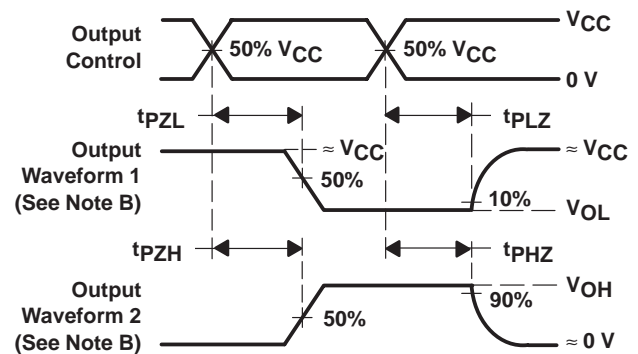 Output
Control
50% VCC
50% VCC
VCC
0 V
tPZL
tPLZ
Output
Waveform 1
(See Note B)
≈ VCC
50%
10%
≈ VCC
VOL
tPZH
tPHZ
Output
Waveform 2
(See Note B)
50%
90%
VOH
≈ 0 V